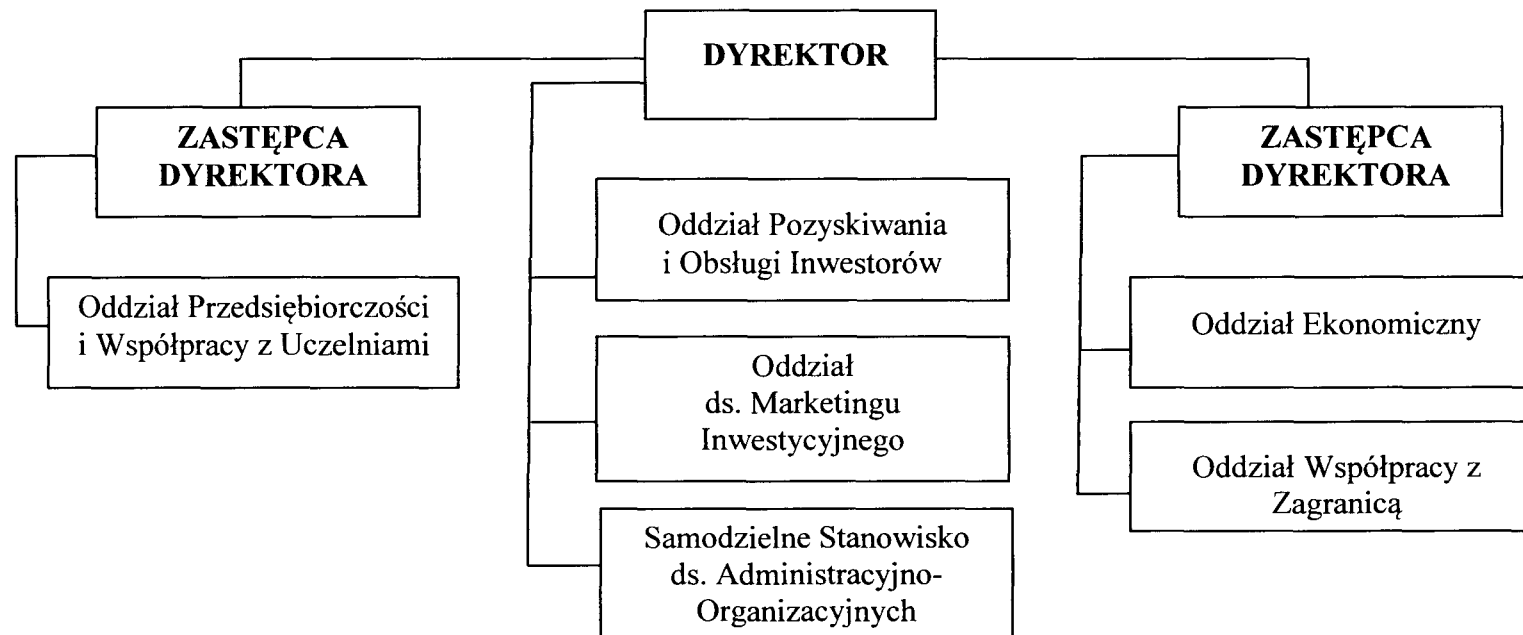 DYREKTOR
ZASTĘPCA
DYREKTORA
Oddział Przedsiębiorczości
i Współpracy z Uczelniami
Oddział Pozyskiwania
i Obsługi Inwestorów
Oddział
ds. Marketingu
Inwestycyjnego
Samodzielne Stanowisko
ds. Administracyjno-
Organizacyjnych
ZASTĘPCA
DYREKTORA
Oddział Ekonomiczny
Oddział Współpracy z
Zagranicą